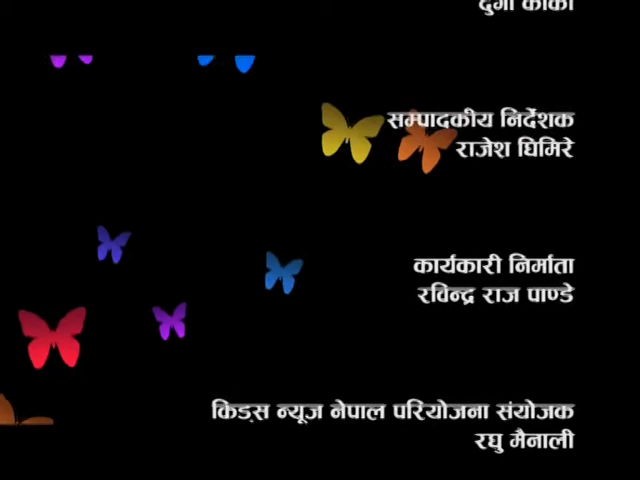 सम्पादकीय निर्देशक
राजेश घिमिरे
कार्यकारी निर्माता
रविन्द्र राज पाण्डे
किड्स न्यूज नेपाल परियोजना संयोजक
रघु मैनाली